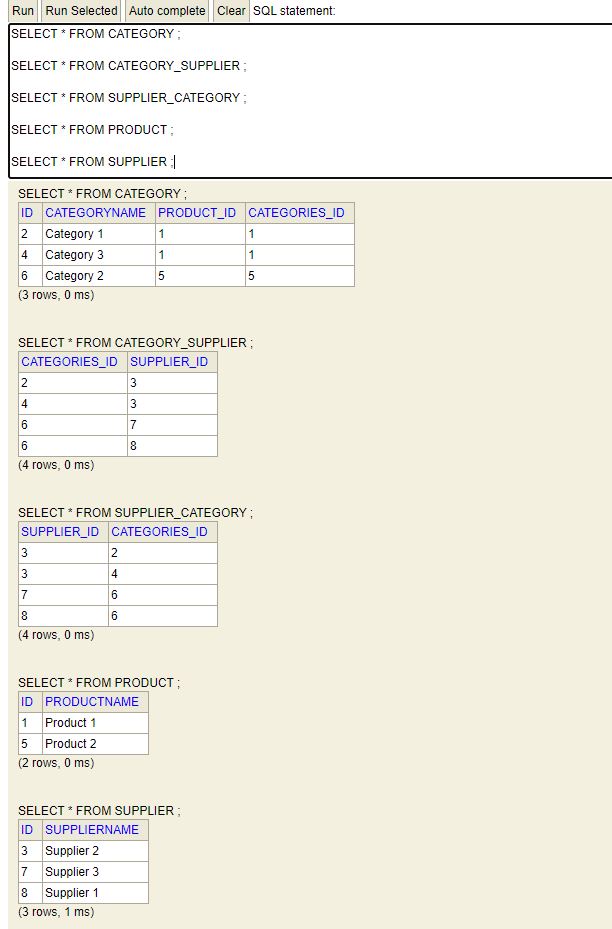 Run Run Selected Auto complete Clear SQL statement:
SELECT * FROM CATEGORY ;
SELECT * FROM CATEGORY_SUPPLIER ;
SELECT * FROM SUPPLIER_CATEGORY ;
SELECT * FROM PRODUCT ;
SELECT * FROM SUPPLIER ;
SELECT * FROM CATEGORY ;
ID CATEGORYNAME PRODUCT_ID CATEGORIES_ID
2 Category 1 1 1
4 Category 3 1 1
6 Category 2 5 5
(3 rows, 0 ms)
SELECT * FROM CATEGORY_SUPPLIER ;
CATEGORIES_ID SUPPLIER_ID
2 3
4 3
6 7
6 8
(4 rows, 0 ms)
SELECT * FROM SUPPLIER_CATEGORY ;
SUPPLIER_ID CATEGORIES_ID
3 2
3 4
7 6
8 6
(4 rows, 0 ms)
SELECT * FROM PRODUCT ;
ID PRODUCTNAME
1 Product 1
5 Product 2
(2 rows, 0 ms)
SELECT * FROM SUPPLIER ;
ID SUPPLIERNAME
3 Supplier 2
7 Supplier 3
8 Supplier 1
(3 rows, 1 ms)